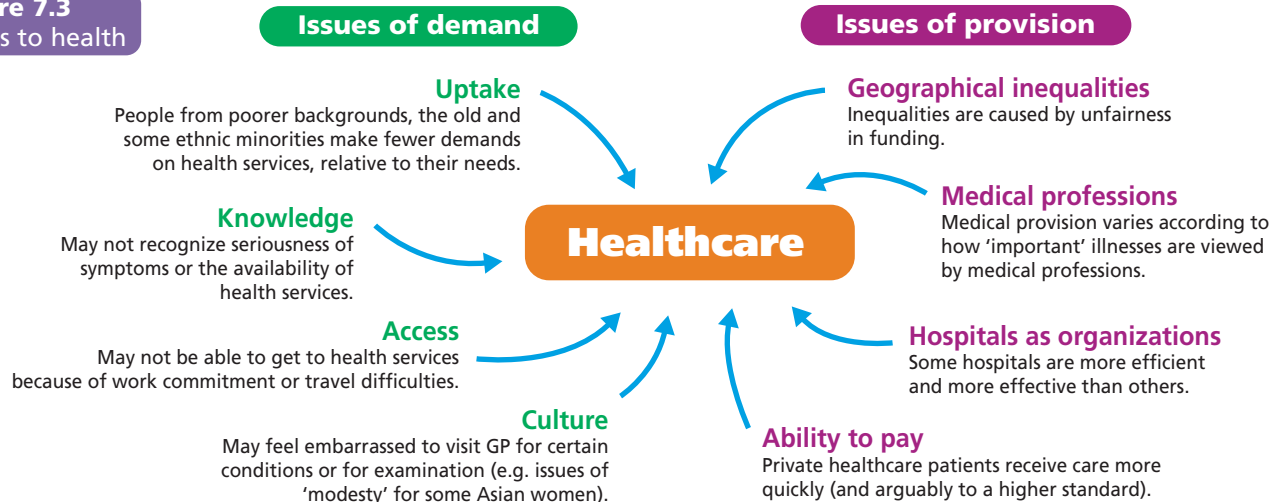 re 7.3
s to health
Issues of demand
Uptake
People from poorer backgrounds, the old and
some ethnic minorities make fewer demands
on health services, relative to their needs.
Knowledge
May not recognize seriousness of
symptoms or the availability of
health services.
Access
May not be able to get to health services
because of work commitment or travel difficulties.
Culture
May feel embarrassed to visit GP for certain
conditions or for examination (e.g. issues of
‘modesty’ for some Asian women).
Healthcare
Issues of provision
Geographical inequalities
Inequalities are caused by unfairness
in funding.
Medical professions
Medical provision varies according to
how ‘important’ illnesses are viewed
by medical professions.
Hospitals as organizations
Some hospitals are more efficient
and more effective than others.
Ability to pay
Private healthcare patients receive care more
quickly (and arguably to a higher standard).